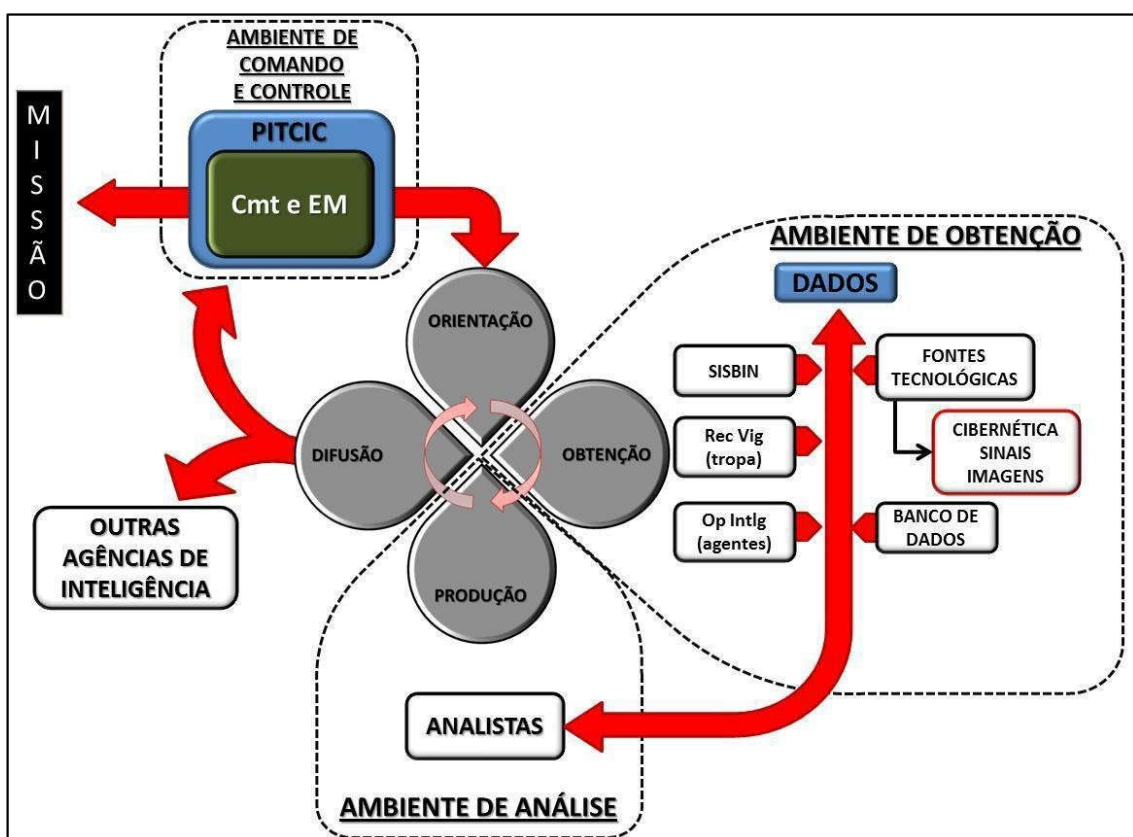 AMBIENTE DE
COMANDO
E CONTROLE
MISSÃO
PITCIC
Cmt e EM
AMBIENTE DE OBTENÇÃO
DADOS
ORIENTAÇÃO
SISBIN
FONTES
TECNOLÓGICAS
DIFUSÃO
OBTENÇÃO
Rec Vig
(tropa)
CIBERNÉTICA
SINAIS
IMAGENS
OUTRAS
AGÊNCIAS DE
INTELIGÊNCIA
Op Intlg
(agentes)
BANCO DE
DADOS
PRODUÇÃO
ANALISTAS
AMBIENTE DE ANÁLISE